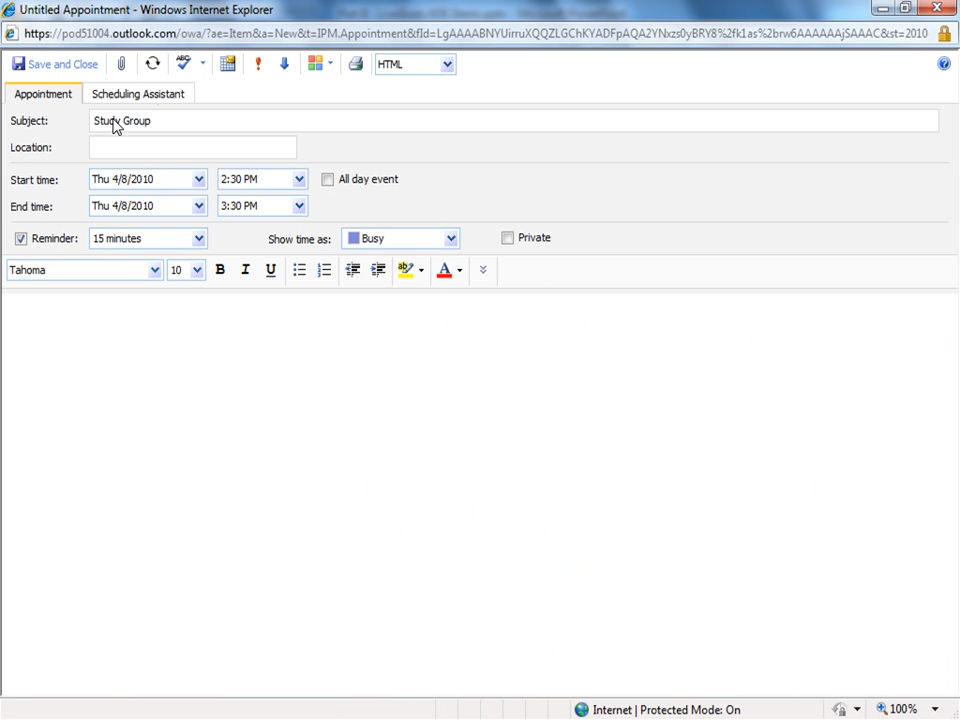 Untitled Appointment - Windows Internet Explorer
https://pod51004.outlook.com/owa/?ae=Item&a=New&t=IPM.Appointment&fId=LgAAAABNYUirruXQQZLGChKYADFpAQA2YNxzs0yBRY8%2fk1as%2brw6AAAAAAjSAAAC&st=2010
Save and Close HTML
Appointment Scheduling Assistant
Subject: Study Group
Location:
Start time: Thu 4/8/2010 2:30 PM All day event
End time: Thu 4/8/2010 3:30 PM
Reminder: 15 minutes Show time as: Busy Private
Tahoma 10 B I U ab A
Internet | Protected Mode: On 100%